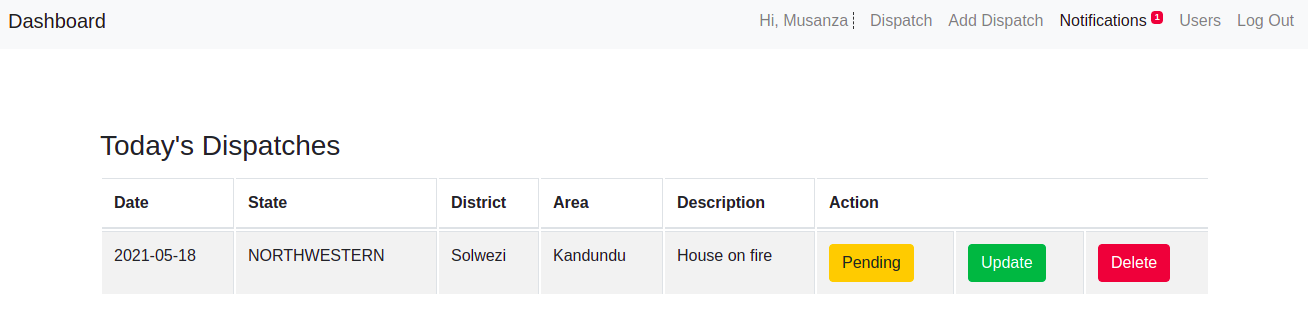 Dashboard Hi, Musanza Dispatch Add Dispatch Notifications 1 Users Log Out
Today's Dispatches
Date State District Area Description Action
2021-05-18 NORTHWESTERN Solwezi Kandundu House on fire Pending Update Delete